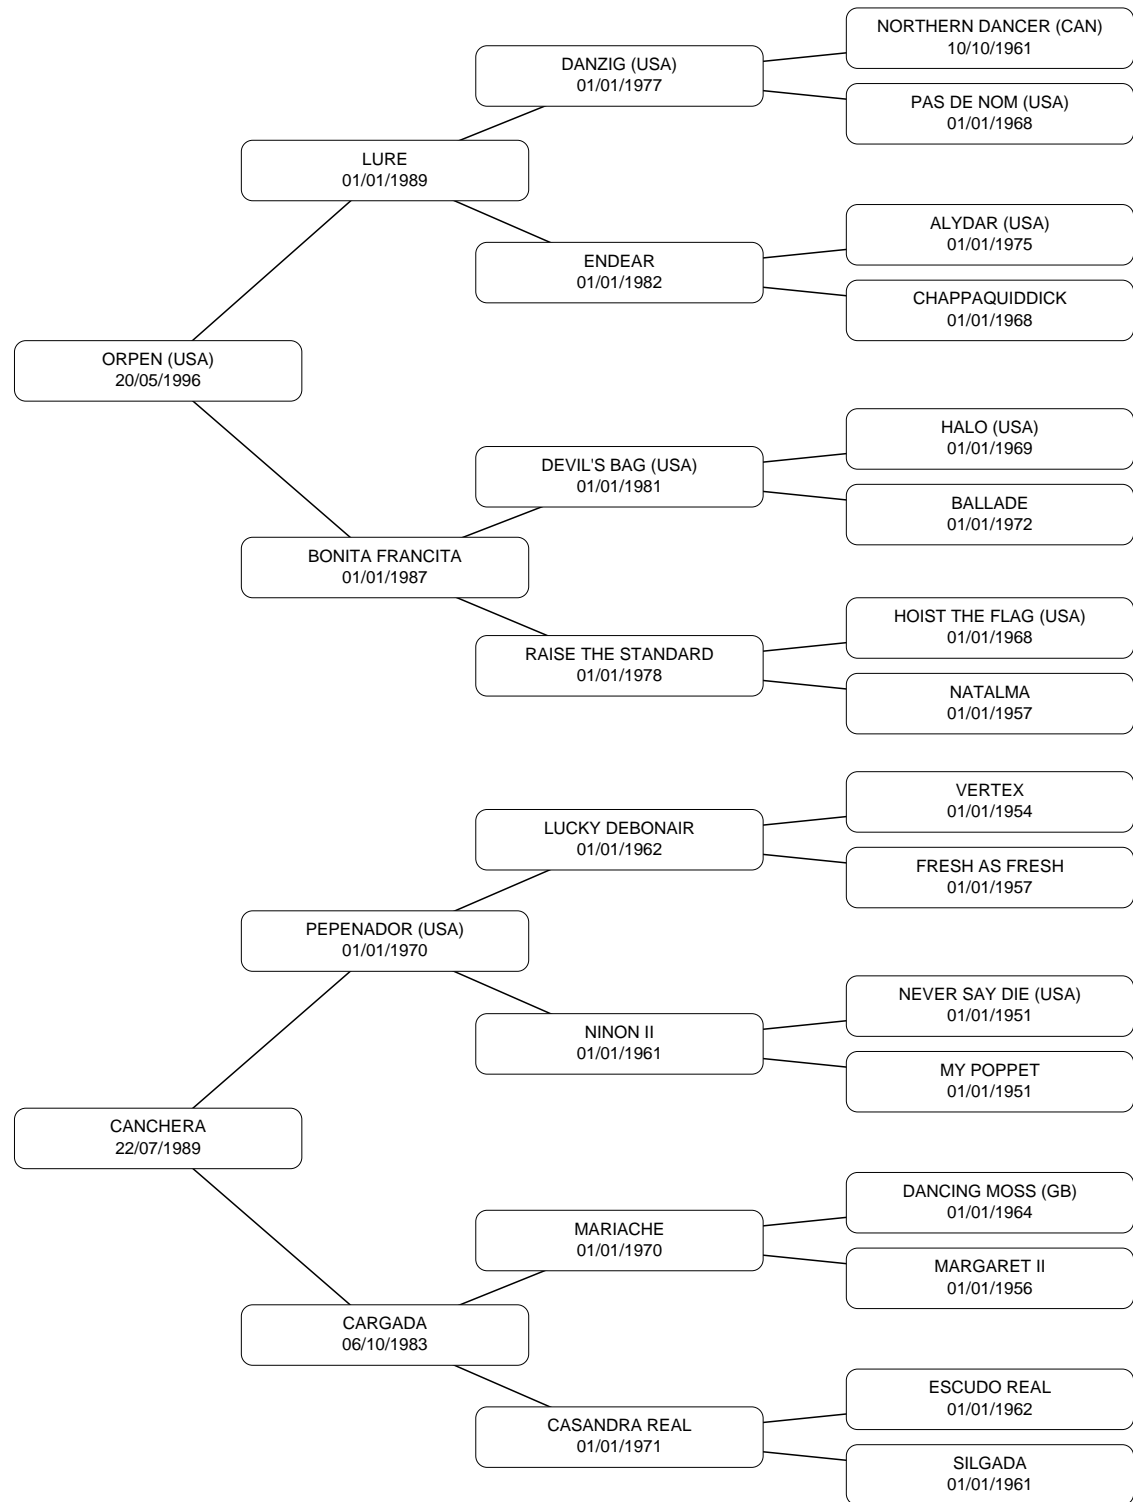 NORTHERN DANCER (CAN)
10/10/1961
DANZIG (USA)
01/01/1977
PAS DE NOM (USA)
01/01/1968
LURE
01/01/1989
ALYDAR (USA)
01/01/1975
ENDEAR
01/01/1982
CHAPPAQUIDDICK
01/01/1968
ORPEN (USA)
20/05/1996
HALO (USA)
01/01/1969
DEVIL'S BAG (USA)
01/01/1981
BALLADE
01/01/1972
BONITA FRANCITA
01/01/1987
HOIST THE FLAG (USA)
01/01/1968
RAISE THE STANDARD
01/01/1978
NATALMA
01/01/1957
VERTEX
01/01/1954
LUCKY DEBONAIR
01/01/1962
FRESH AS FRESH
01/01/1957
PEPENADOR (USA)
01/01/1970
NEVER SAY DIE (USA)
01/01/1951
NINON II
01/01/1961
MY POPPET
01/01/1951
CANCHERA
22/07/1989
DANCING MOSS (GB)
01/01/1964
MARIACHE
01/01/1970
MARGARET II
01/01/1956
CARGADA
06/10/1983
ESCUDO REAL
01/01/1962
CASANDRA REAL
01/01/1971
SILGADA
01/01/1961